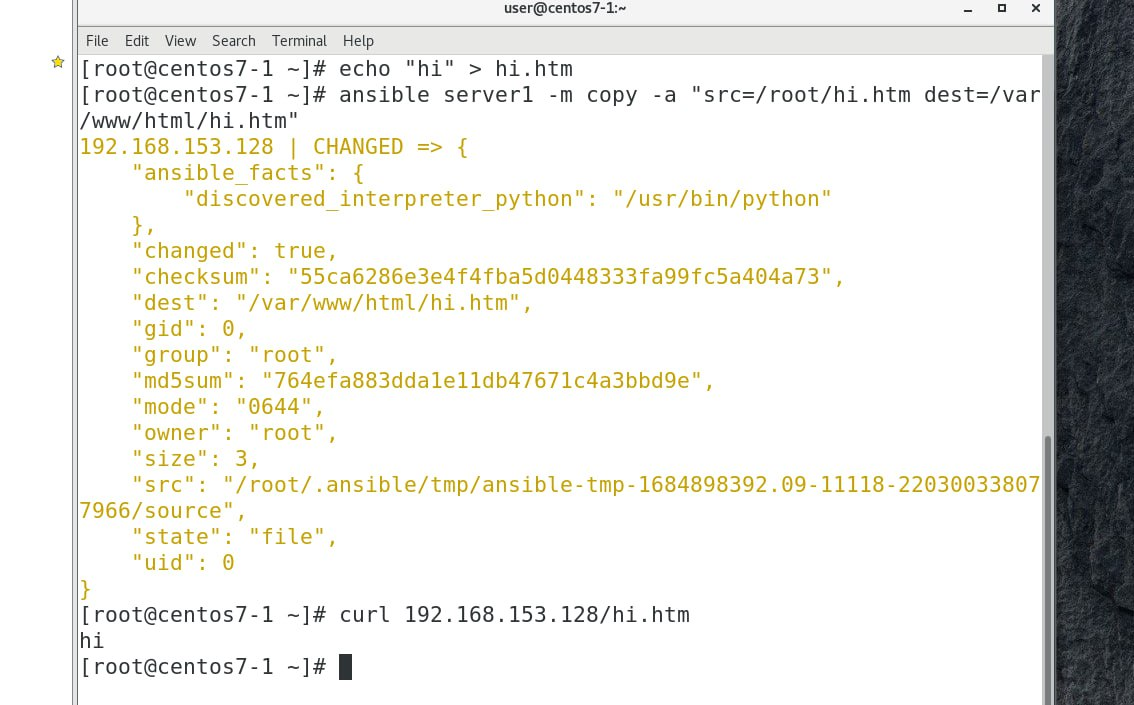 user@centos7-1:~
File Edit View Search Terminal Help
[root@centos7-1 ~]# echo "hi" > hi.htm
[root@centos7-1 ~]# ansible server1 -m copy -a "src=/root/hi.htm dest=/var
/www/html/hi.htm"
192.168.153.128 | CHANGED => {
    "ansible_facts": {
        "discovered_interpreter_python": "/usr/bin/python"
    },
    "changed": true,
    "checksum": "55ca6286e3e4f4fba5d0448333fa99fc5a404a73",
    "dest": "/var/www/html/hi.htm",
    "gid": 0,
    "group": "root",
    "md5sum": "764efa883dda1e11db47671c4a3bbd9e",
    "mode": "0644",
    "owner": "root",
    "size": 3,
    "src": "/root/.ansible/tmp/ansible-tmp-1684898392.09-11118-22030033807
7966/source",
    "state": "file",
    "uid": 0
}
[root@centos7-1 ~]# curl 192.168.153.128/hi.htm
hi
[root@centos7-1 ~]#